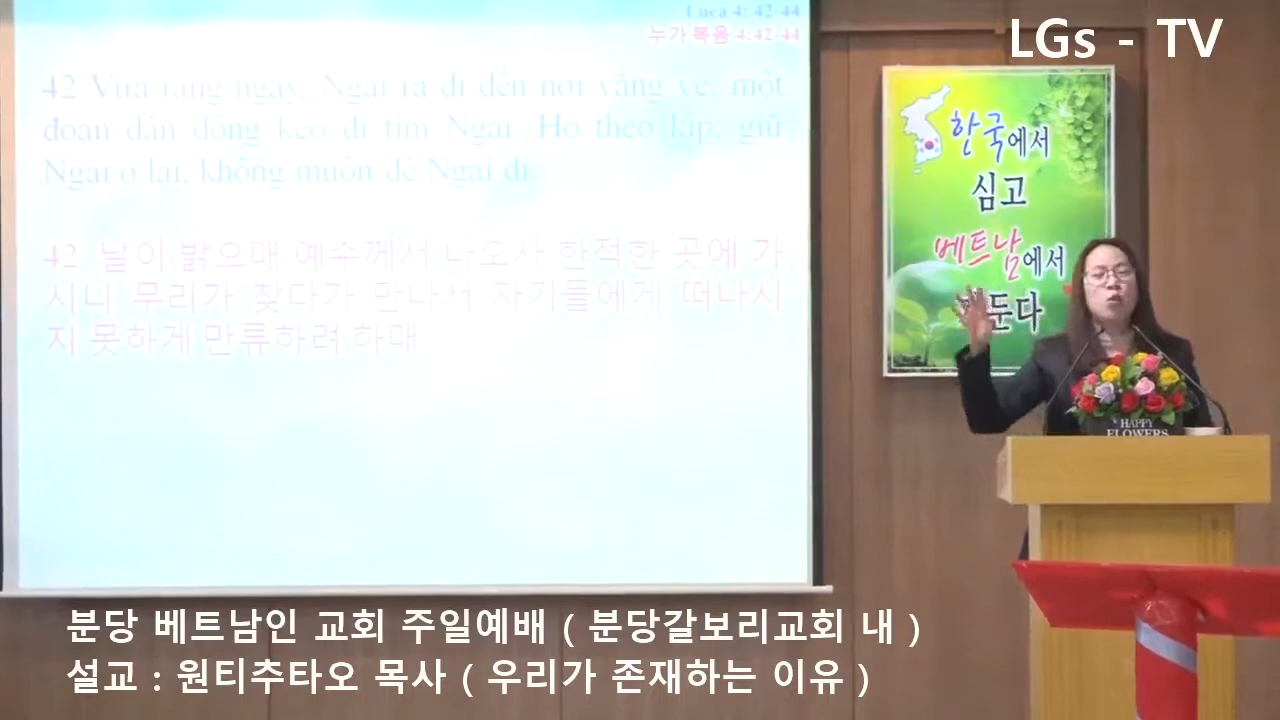 LGs - TV
Luca 4: 42-44
누가복음 4:42-44
42 Vừa rạng ngày, Ngài ra đi đến nơi vắng vẻ, một
đoàn dân đông kéo đi tìm Ngài. Họ theo kịp, giữ
Ngài ở lại, không muốn để Ngài đi.
42 날이 밝으매 예수께서 나오사 한적한 곳에 가
시니 무리가 찾다가 만나서 자기들에게 떠나시
지 못하게 만류하려 하매
한국에서
심고
베트남에서
둔다
HAPPY
FLOWERS
분당 베트남인 교회 주일예배 ( 분당갈보리교회 내 )
설교 : 원티추타오 목사 ( 우리가 존재하는 이유 )